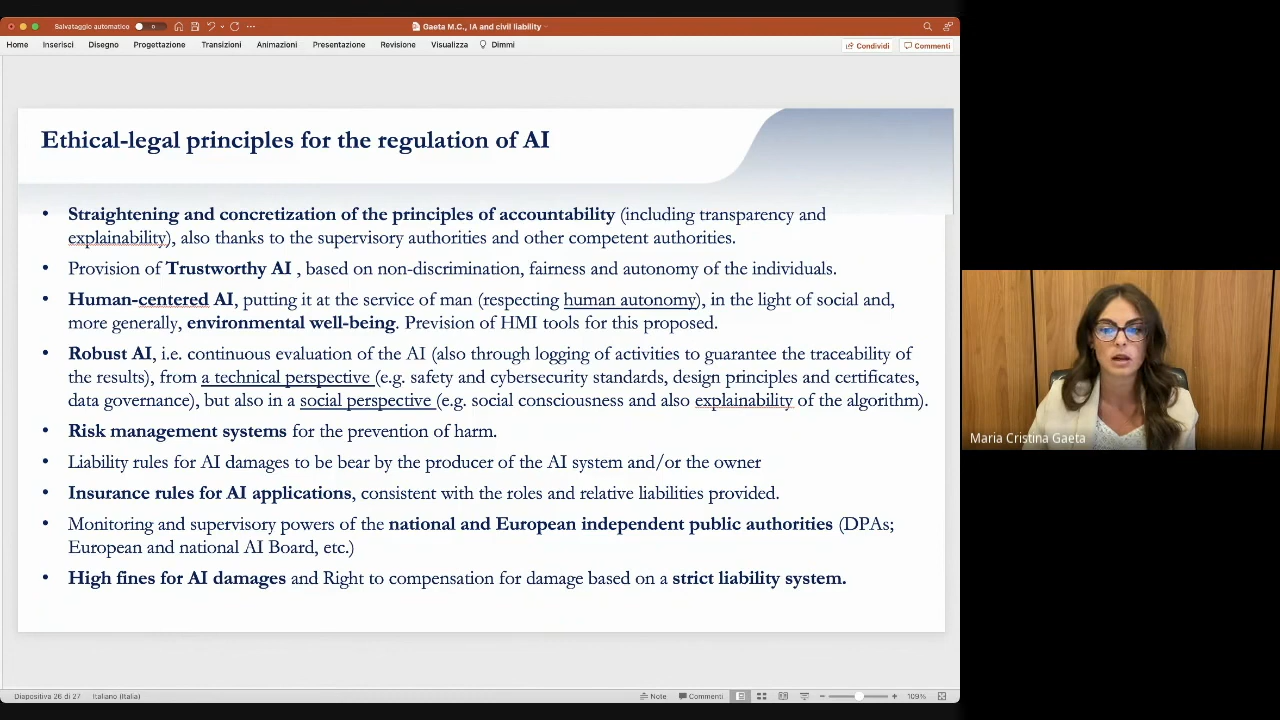 Salvataggio automatico
Gaeta M.C., IA and civil liability
Home Inserisci Disegno Progettazione Transizioni Animazioni Presentazione Revisione Visualizza Dimmi Condividi Commenti
Ethical-legal principles for the regulation of AI
• Straightening and concretization of the principles of accountability (including transparency and
explainability), also thanks to the supervisory authorities and other competent authorities.
• Provision of Trustworthy AI , based on non-discrimination, fairness and autonomy of the individuals.
• Human-centered AI, putting it at the service of man (respecting human autonomy), in the light of social and,
more generally, environmental well-being. Prevision of HMI tools for this proposed.
• Robust AI, i.e. continuous evaluation of the AI (also through logging of activities to guarantee the traceability of
the results), from a technical perspective (e.g. safety and cybersecurity standards, design principles and certificates,
data governance), but also in a social perspective (e.g. social consciousness and also explainability of the algorithm).
• Risk management systems for the prevention of harm.
• Liability rules for AI damages to be bear by the producer of the AI system and/or the owner
• Insurance rules for AI applications, consistent with the roles and relative liabilities provided.
• Monitoring and supervisory powers of the national and European independent public authorities (DPAs;
European and national AI Board, etc.)
• High fines for AI damages and Right to compensation for damage based on a strict liability system.
Maria Cristina Gaeta
Diapositiva 26 di 27 Italiano (Italia) Note Commenti 109%